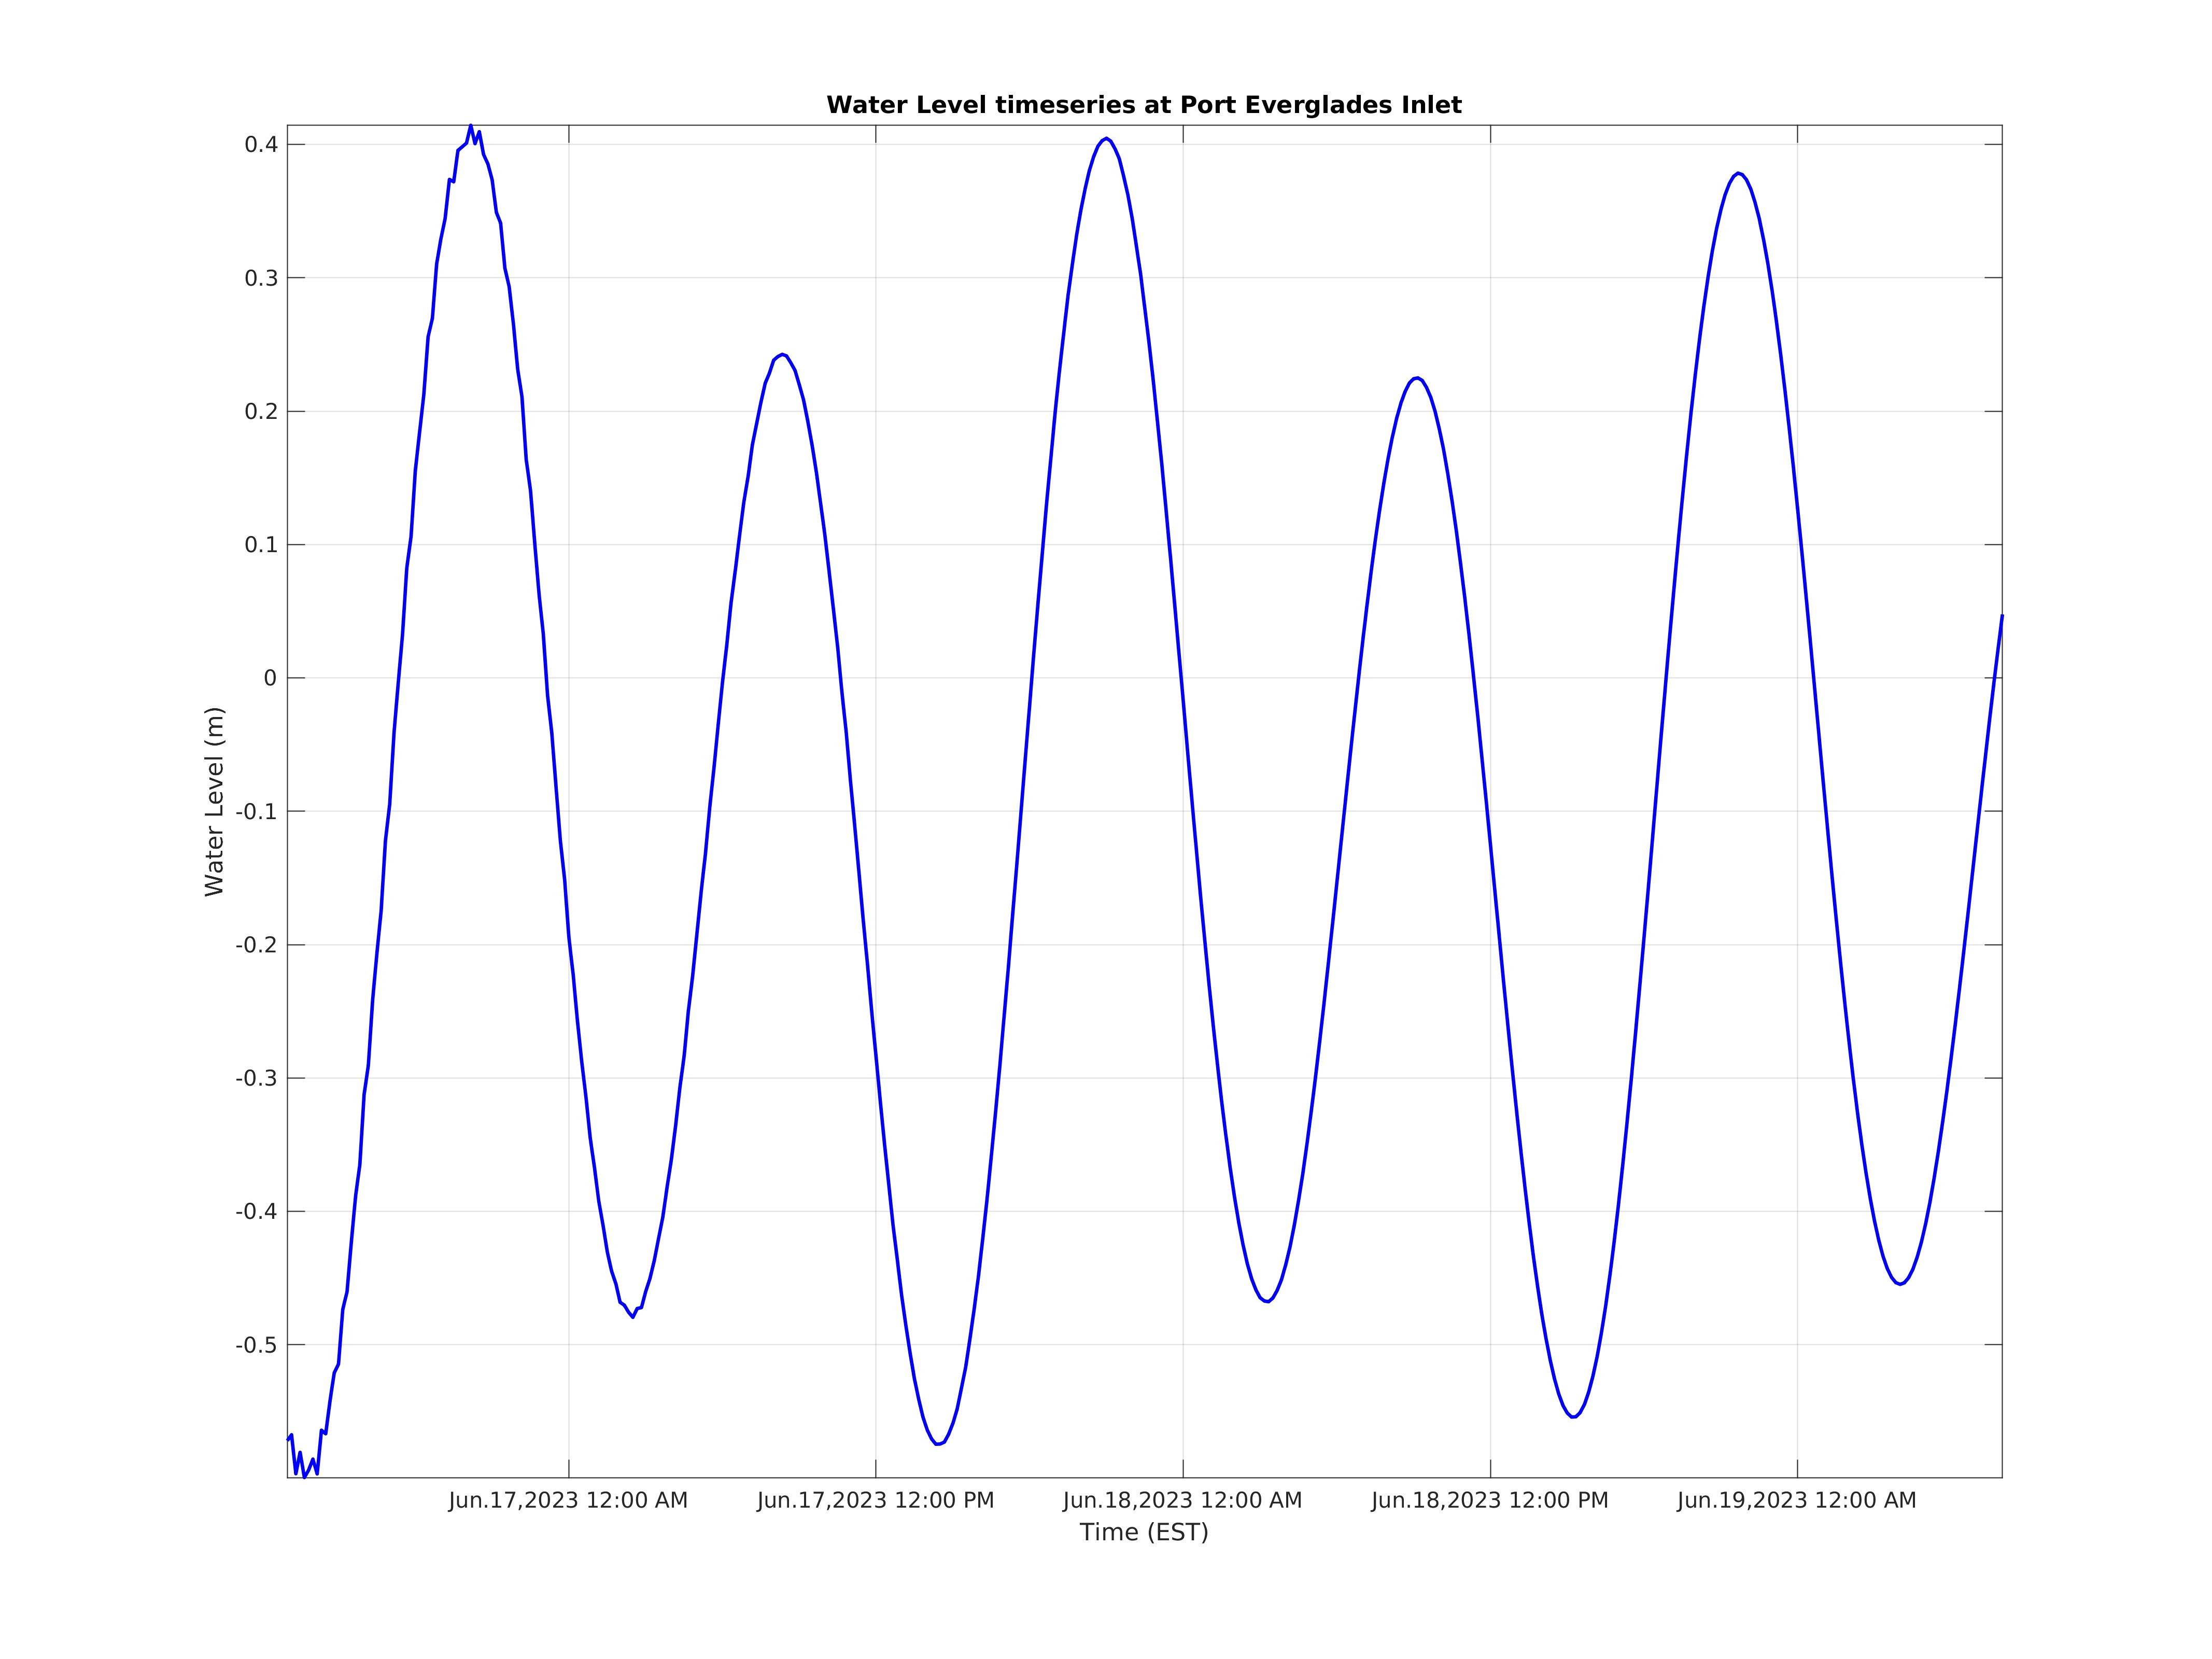 Water Level timeseries at Port Everglades Inlet
0.4
0.3
0.2
0.1
0
-0.1
-0.2
-0.3
-0.4
-0.5
Water Level (m)
Jun.17,2023 12:00 AM
Jun.17,2023 12:00 PM
Jun.18,2023 12:00 AM
Jun.18,2023 12:00 PM
Jun.19,2023 12:00 AM
Time (EST)